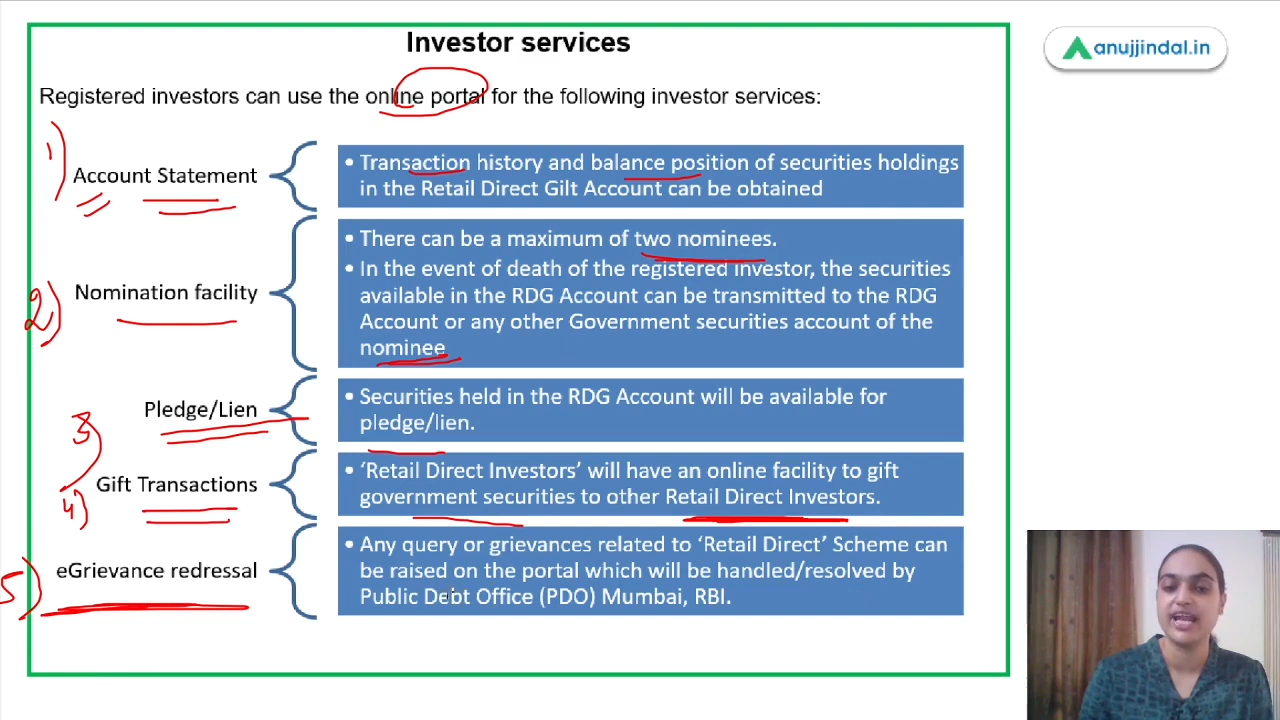 Investor services
anujjindal.in
Registered investors can use the online portal for the following investor services:
1)
Account Statement
• Transaction history and balance position of securities holdings
in the Retail Direct Gilt Account can be obtained
2)
Nomination facility
• There can be a maximum of two nominees.
• In the event of death of the registered investor, the securities
available in the RDG Account can be transmitted to the RDG
Account or any other Government securities account of the
nominee
3)
Pledge/Lien
• Securities held in the RDG Account will be available for
pledge/lien.
4)
Gift Transactions
• ‘Retail Direct Investors’ will have an online facility to gift
government securities to other Retail Direct Investors.
5)
eGrievance redressal
• Any query or grievances related to ‘Retail Direct’ Scheme can
be raised on the portal which will be handled/resolved by
Public Debt Office (PDO) Mumbai, RBI.